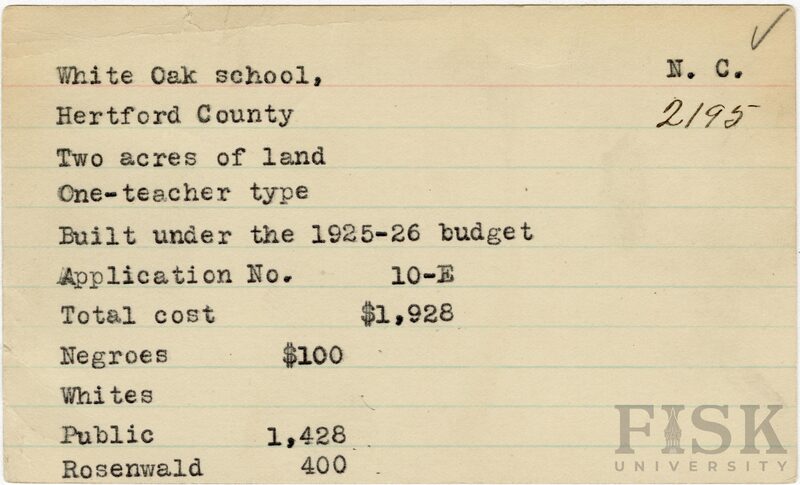 White Oak school, N. C.
Hertford County 2195
Two acres of land
One-teacher type
Built under the 1925-26 budget
Application No. 10-E
Total cost $1,928
Negroes $100
Whites
Public 1,428
Rosenwald 400
FISK
UNIVERSITY